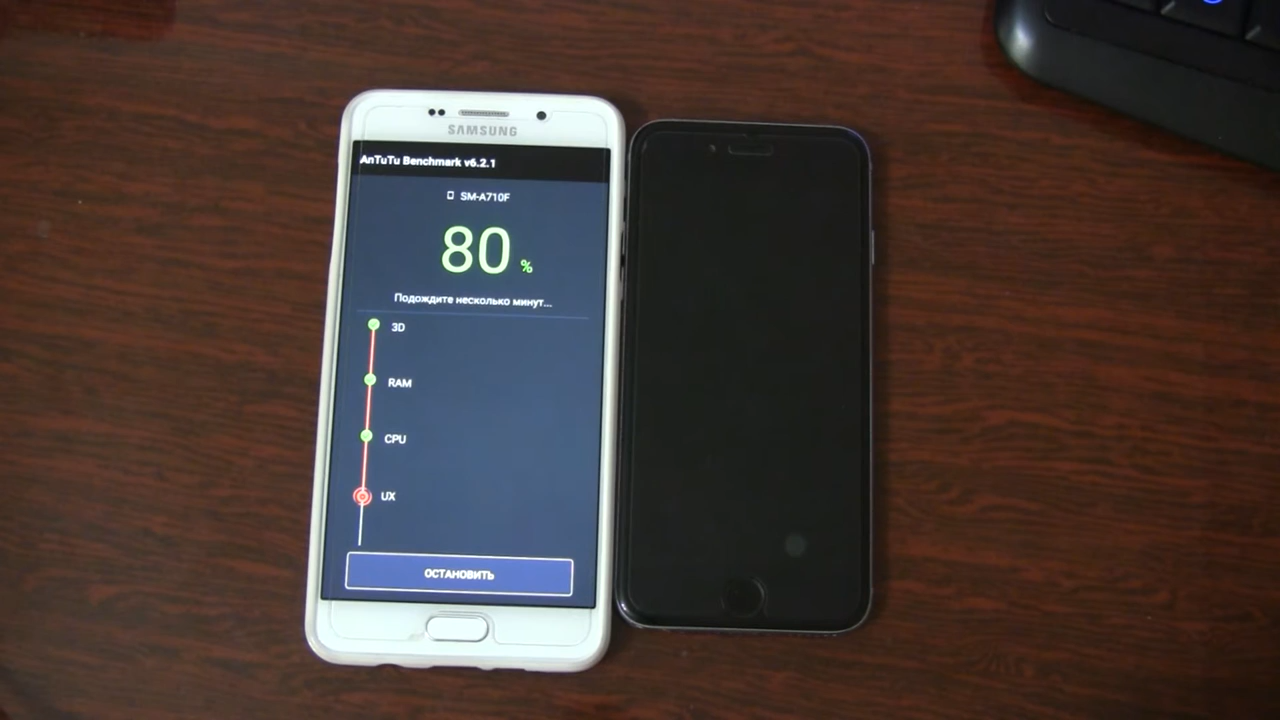 SAMSUNG
AnTuTu Benchmark v6.2.1
SM-A710F
80 %
Подождите несколько минут...
3D
RAM
CPU
UX
ОСТАНОВИТЬ